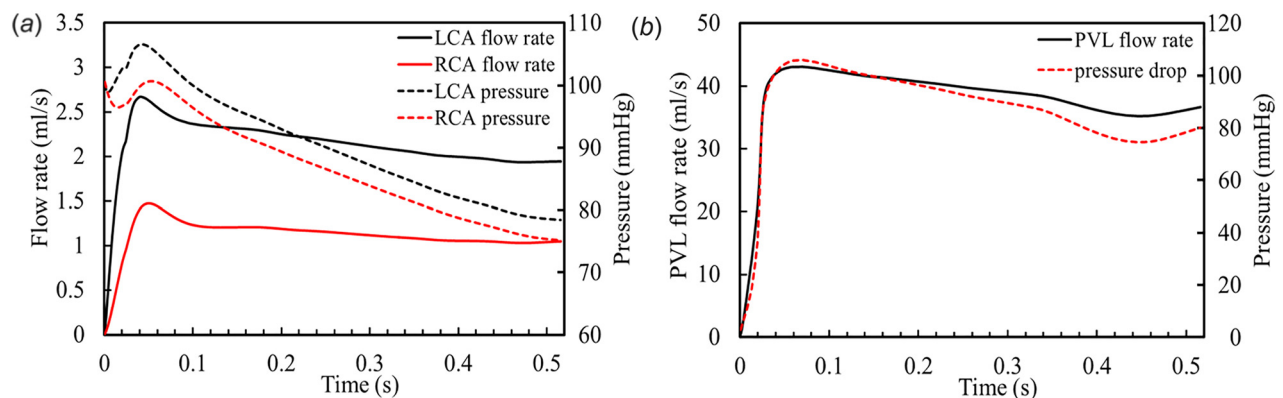 (a)
Flow rate (ml/s)
3.5
3
2.5
2
1.5
1
0.5
0
LCA flow rate
RCA flow rate
LCA pressure
RCA pressure
110
100
90
80
70
60
Pressure (mmHg)
0
0.1
0.2
0.3
0.4
0.5
Time (s)
(b)
PVL flow rate (ml/s)
50
40
30
20
10
0
PVL flow rate
pressure drop
120
100
80
60
40
20
0
Pressure (mmHg)
0
0.1
0.2
0.3
0.4
0.5
Time (s)